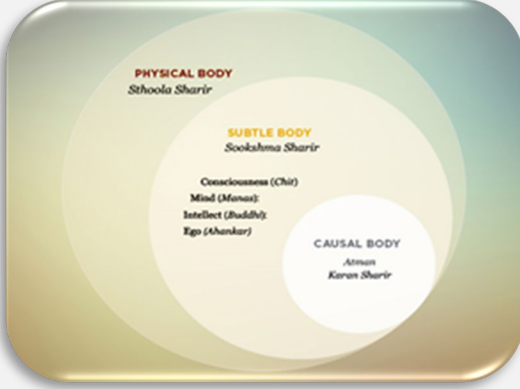 PHYSICAL BODY
Sthoola Sharir
SUBTLE BODY
Sookshma Sharir
Consciousness (Chit)
Mind (Manas):
Intellect (Buddhi):
Ego (Ahankar)
CAUSAL BODY
Atman
Karan Sharir